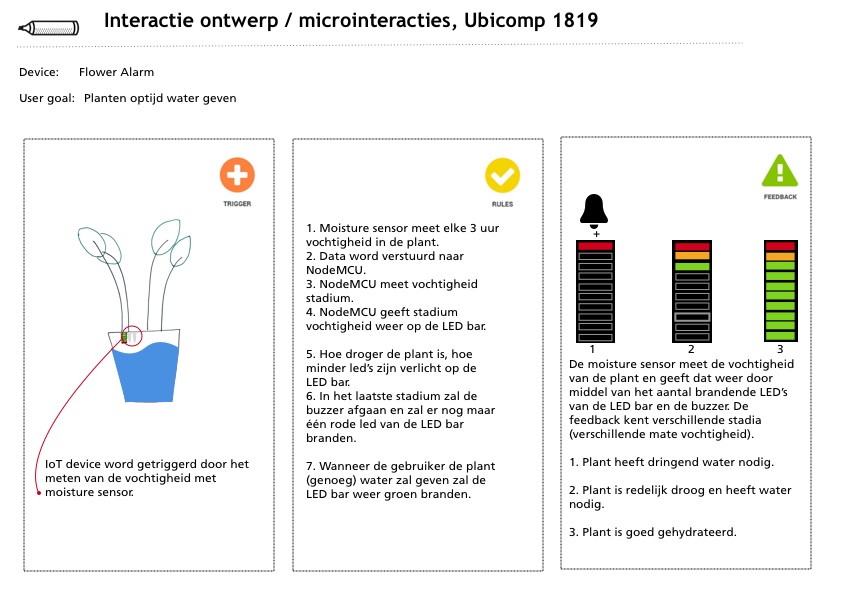 Interactie ontwerp / microinteracties, Ubicomp 1819
Device: Flower Alarm
User goal: Planten optijd water geven
TRIGGER
IoT device word getriggerd door het
meten van de vochtigheid met
moisture sensor.
RULES
1. Moisture sensor meet elke 3 uur
vochtigheid in de plant.
2. Data word verstuurd naar
NodeMCU.
3. NodeMCU meet vochtigheid
stadium.
4. NodeMCU geeft stadium
vochtigheid weer op de LED bar.
5. Hoe droger de plant is, hoe
minder led's zijn verlicht op de
LED bar.
6. In het laatste stadium zal de
buzzer afgaan en zal er nog maar
één rode led van de LED bar
branden.
7. Wanneer de gebruiker de plant
(genoeg) water zal geven zal de
LED bar weer groen branden.
FEEDBACK
+
1 2 3
De moisture sensor meet de vochtigheid
van de plant en geeft dat weer door
middel van het aantal brandende LED's
van de LED bar en de buzzer. De
feedback kent verschillende stadia
(verschillende mate vochtigheid).
1. Plant heeft dringend water nodig.
2. Plant is redelijk droog en heeft water
nodig.
3. Plant is goed gehydrateerd.